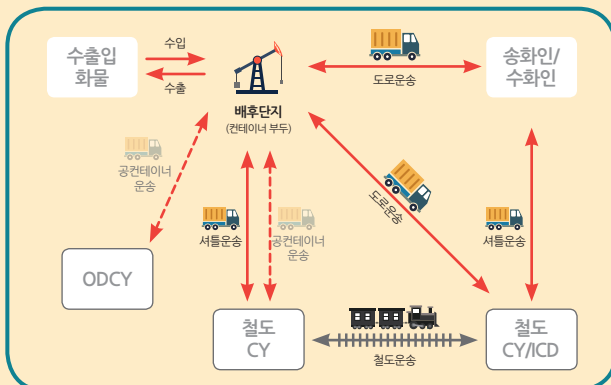 수출입
화물
수입
수출
배후단지
(컨테이너 부두)
도로운송
송화인/
수화인
공컨테이너
운송
도로운송
셔틀운송
공컨테이너
운송
셔틀운송
ODCY
철도
CY
철도운송
철도
CY/ICD